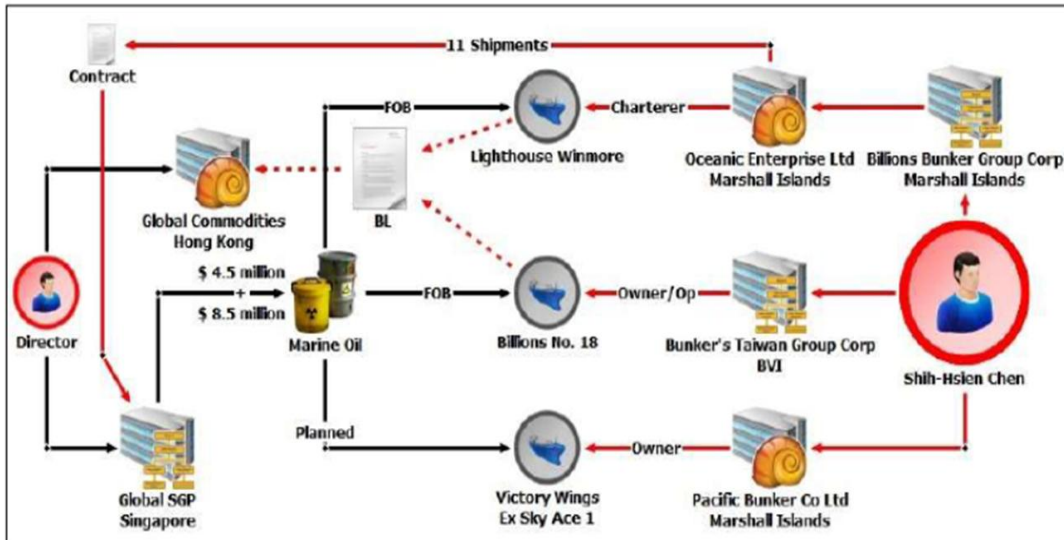 11 Shipments
Contract
FOB
Charterer
Lighthouse Winmore
Oceanic Enterprise Ltd
Marshall Islands
Billions Bunker Group Corp
Marshall Islands
Global Commodities
Hong Kong
BL
$ 4.5 million
+
$ 8.5 million
Director
Marine Oil
FOB
Billions No. 18
Owner/Op
Bunker's Taiwan Group Corp
BVI
Shih-Hsien Chen
Planned
Global SGP
Singapore
Victory Wings
Ex Sky Ace 1
Owner
Pacific Bunker Co Ltd
Marshall Islands